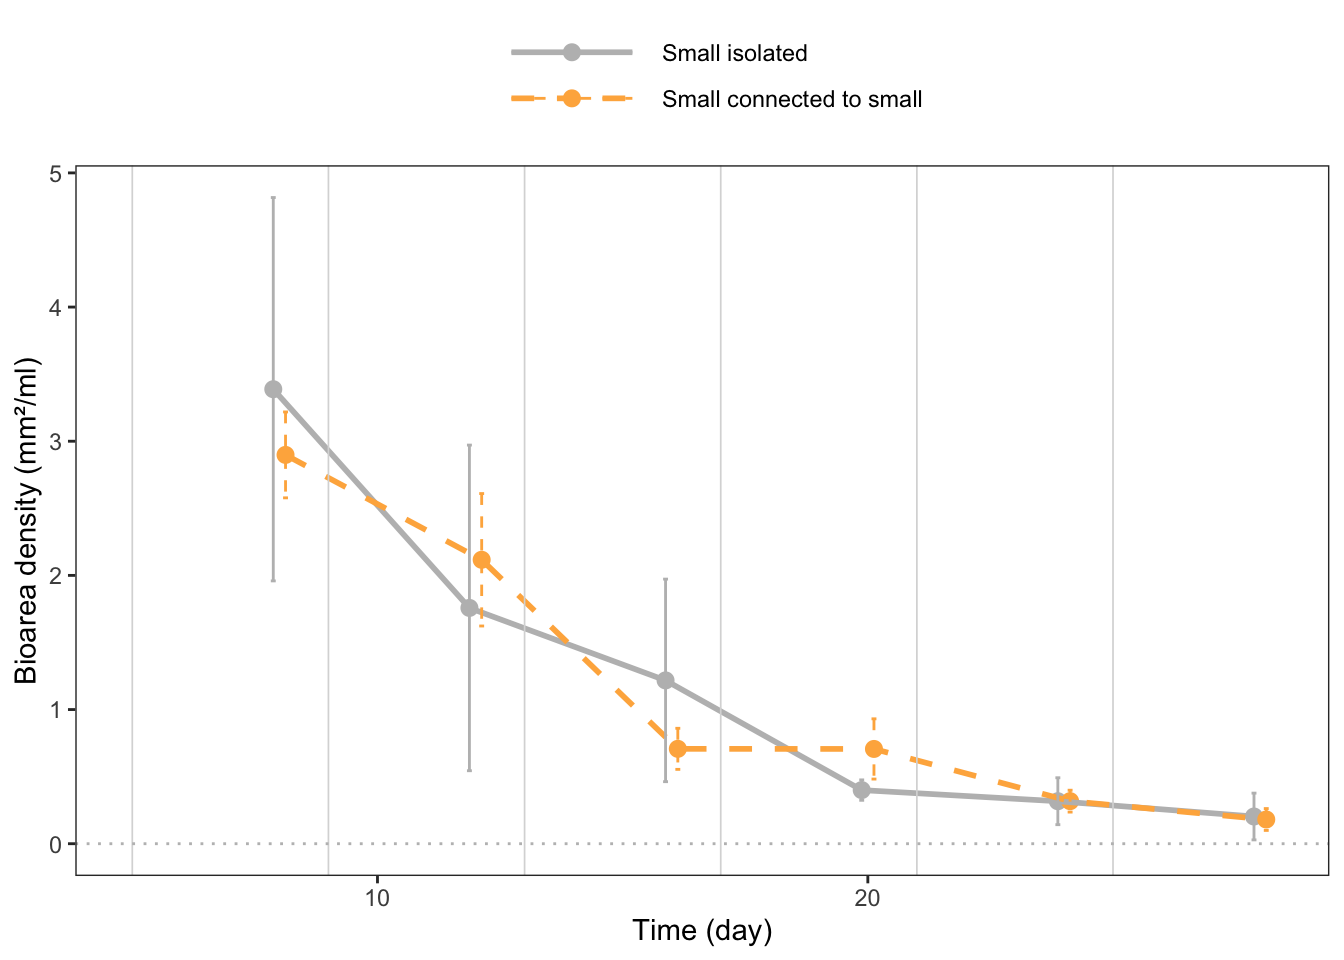 Small isolated
Small connected to small
5
4
3
2
1
0
Bioarea density (mm²/ml)
10 20
Time (day)